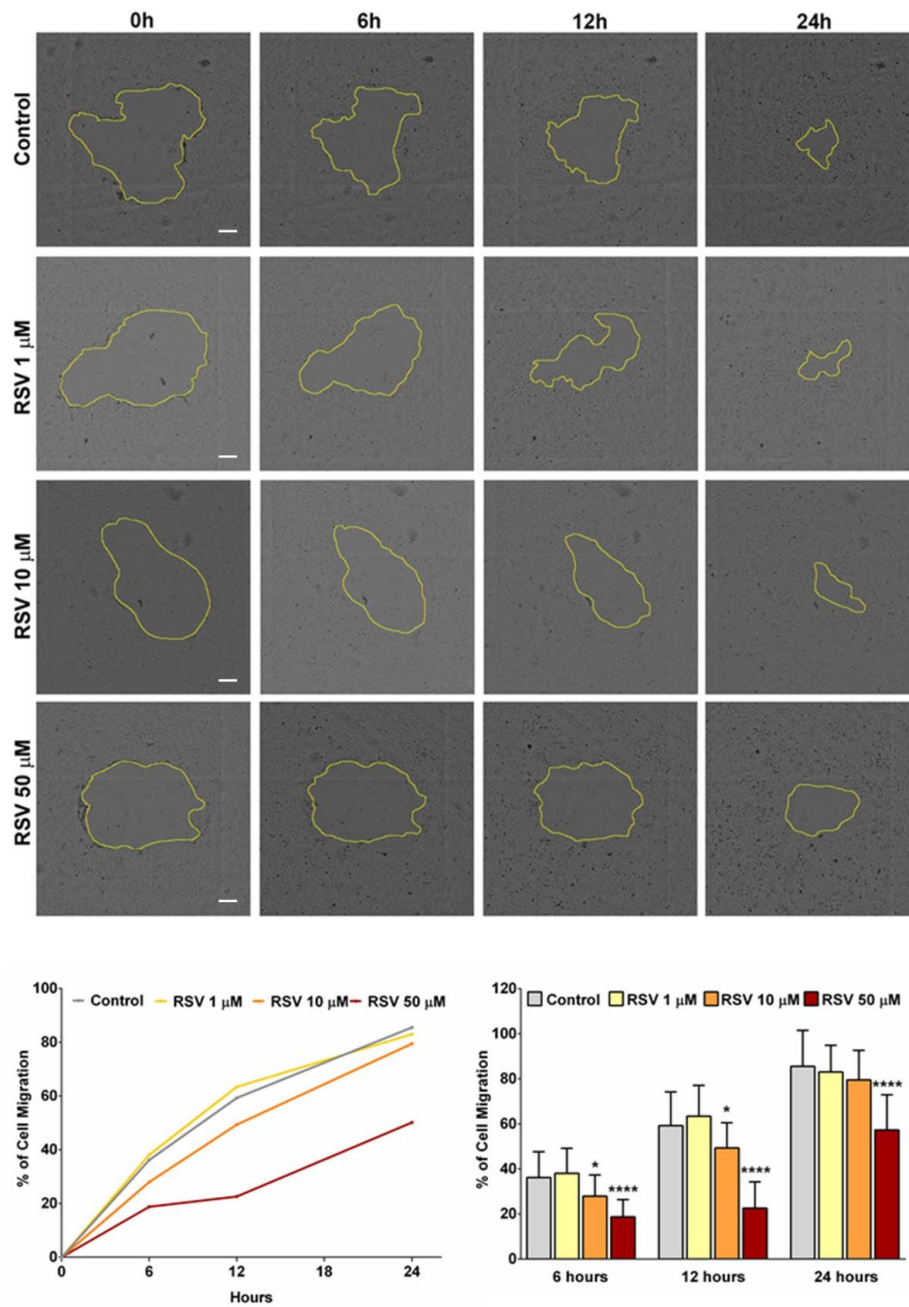 0h 6h 12h 24h
Control
RSV 1 μM
RSV 10 μM
RSV 50 μM
100
80
60
40
20
0
% of Cell Migration
Control RSV 1 μM RSV 10 μM RSV 50 μM
0 6 12 18 24
Hours
120
100
80
60
40
20
0
% of Cell Migration
Control RSV 1 μM RSV 10 μM RSV 50 μM
* **** * **** ****
6 hours 12 hours 24 hours